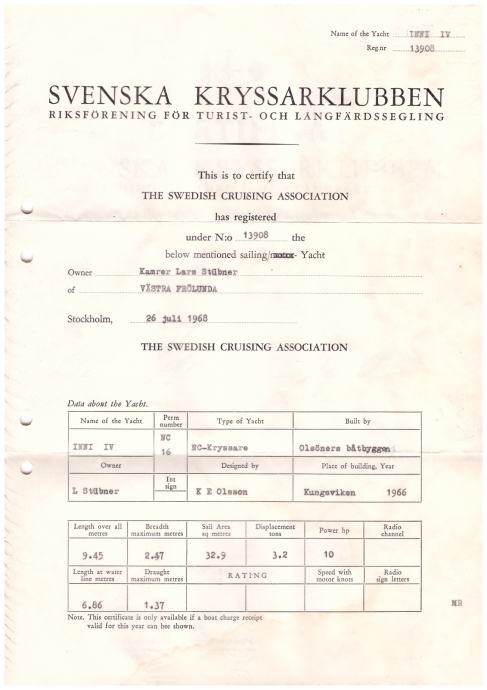 Name of the Yacht INNI IV
Reg.nr 13908
SVENSKA KRYSSARKLUBBEN
RIKSFÖRENING FÖR TURIST- OCH LÅNGFÄRDSSEGLING
This is to certify that
THE SWEDISH CRUISING ASSOCIATION
has registered
under N:o 13908 the
below mentioned sailing/motor- Yacht
Owner Kamrer Lars Stübner
of VÄSTRA FRÖLUNDA
Stockholm, 26 juli 1968
THE SWEDISH CRUISING ASSOCIATION
Data about the Yacht.
Name of the Yacht Perm number Type of Yacht Built by
INNI IV NC 16 NC-Kryssare Olsöners båtbyggen
Owner Int sign Designed by Place of building, Year
L Stübner K E Olsson Kungsviken 1966
Length over all metres Breadth maximum metres Sail Area sq metres Displacement tons Power hp Radio channel
9.45 2.47 32.9 3.2 10
Length at water line metres Draught maximum metres RATING Speed with motor knots Radio sign letters
6.86 1.37
MR
Note. This certificate is only available if a boat charge receipt
valid for this year can bee shown.